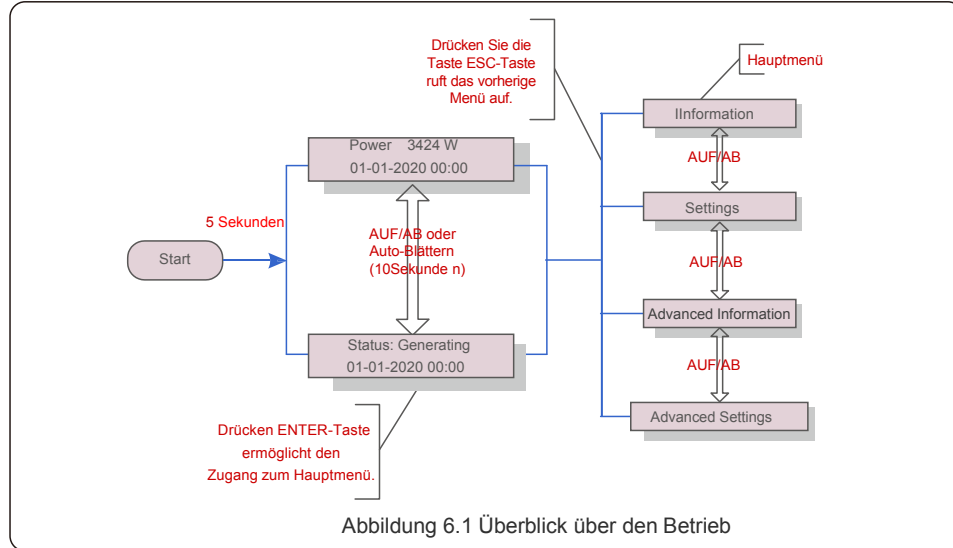 Drücken Sie die
Taste ESC-Taste
ruft das vorherige
Menü auf.
Hauptmenü
IInformation
AUF/AB
Settings
AUF/AB
Advanced Information
AUF/AB
Advanced Settings
Power 3424 W
01-01-2020 00:00
5 Sekunden
Start
AUF/AB oder
Auto-Blättern
(10Sekunde n)
Status: Generating
01-01-2020 00:00
Drücken ENTER-Taste
ermöglicht den
Zugang zum Hauptmenü.
Abbildung 6.1 Überblick über den Betrieb